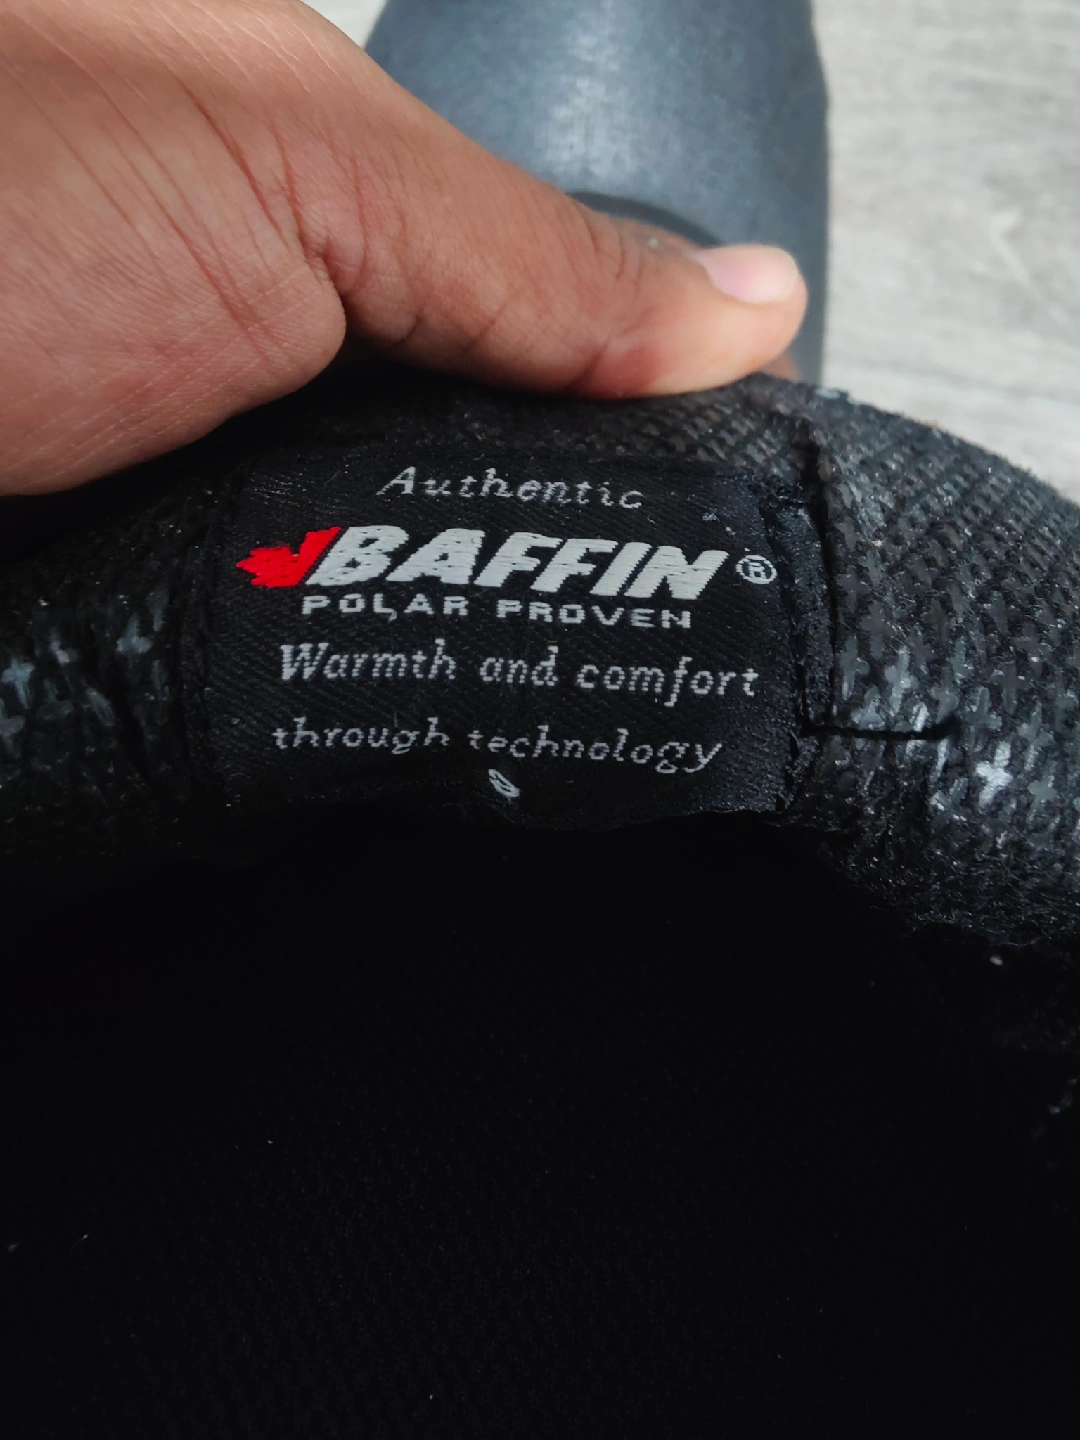 Authentic
BAFFIN®
POLAR PROVEN
Warmth and comfort
through technology